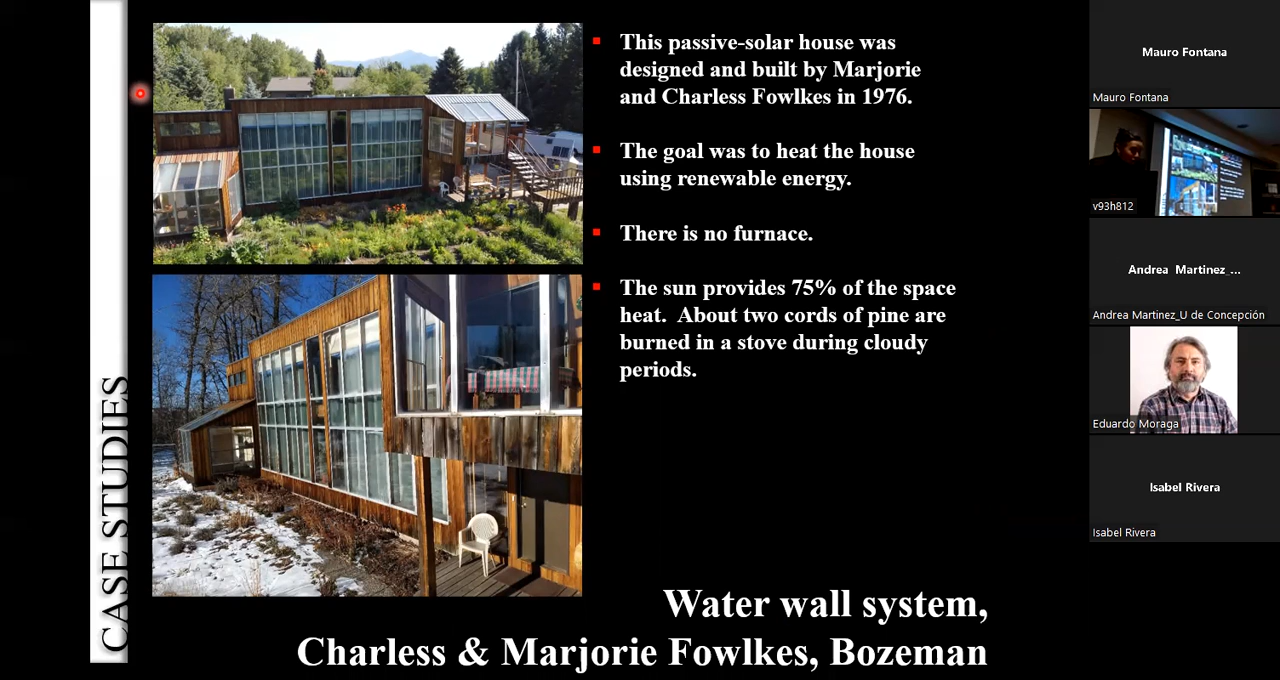 CASE STUDIES
This passive-solar house was
designed and built by Marjorie
and Charless Fowlkes in 1976.
The goal was to heat the house
using renewable energy.
There is no furnace.
The sun provides 75% of the space
heat. About two cords of pine are
burned in a stove during cloudy
periods.
Water wall system,
Charless & Marjorie Fowlkes, Bozeman
Mauro Fontana
Mauro Fontana
v93h812
Andrea Martinez_...
Andrea Martinez_U de Concepción
Eduardo Moraga
Isabel Rivera
Isabel Rivera